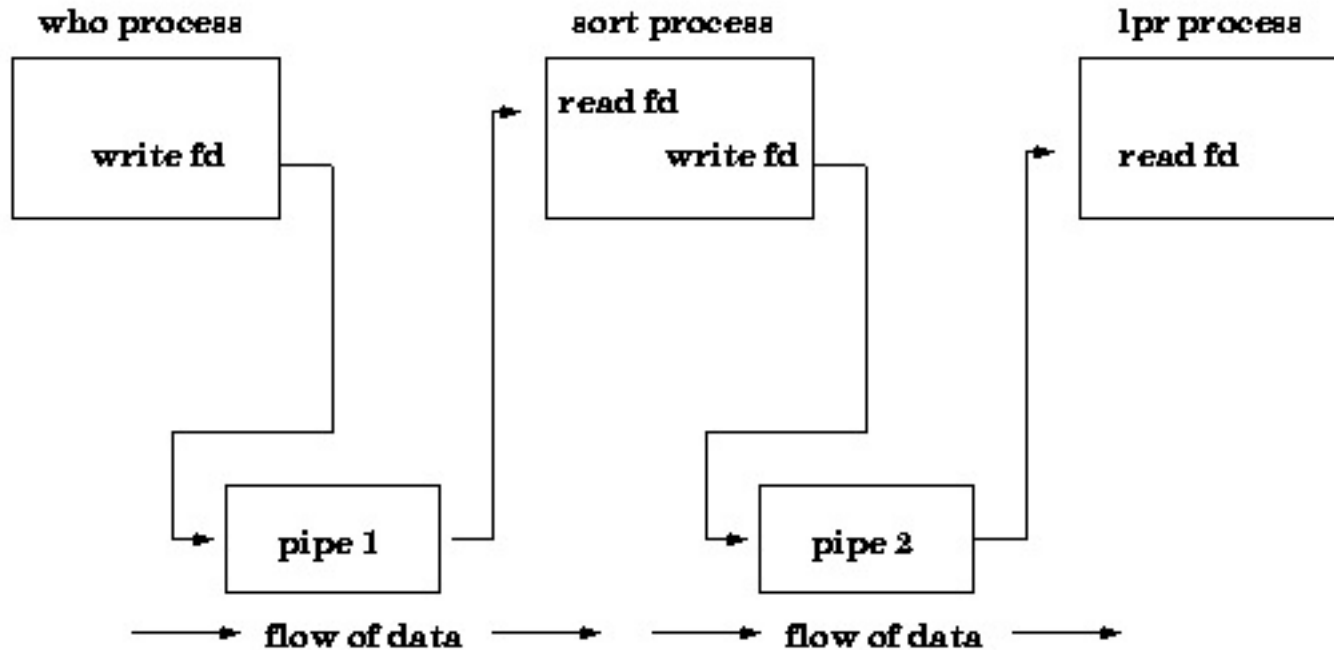 who process
sort process
lpr process
read fd
write fd
write fd
read fd
pipe 1
pipe 2
flow of data
flow of data